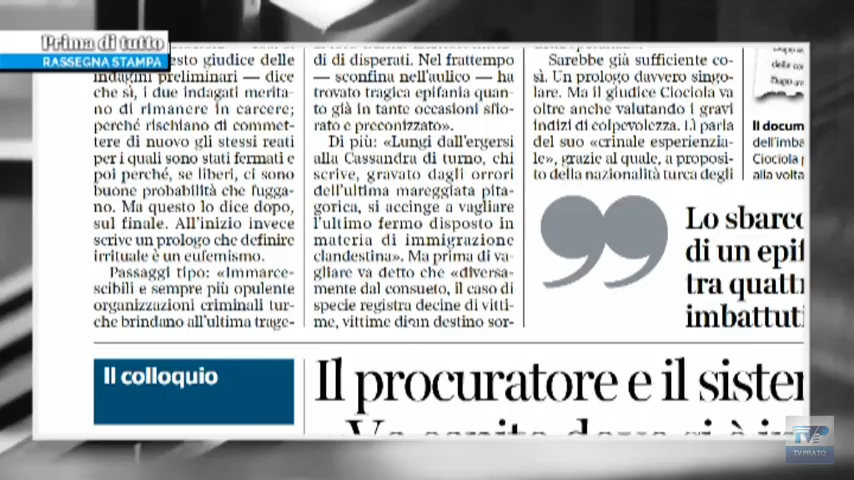 Prima di tutto
RASSEGNA STAMPA
esto giudice delle
indagini preliminari — dice
che sì, i due indagati merita-
no di rimanere in carcere;
perché rischiano di commet-
tere di nuovo gli stessi reati
per i quali sono stati fermati e
poi perché, se liberi, ci sono
buone probabilità che fugga-
no. Ma questo lo dice dopo,
sul finale. All'inizio invece
scrive un prologo che definire
irrituale è un eufemismo.
Passaggi tipo: «Immarce-
scibili e sempre più opulente
organizzazioni criminali tur-
che brindano all'ultima trage-
di di disperati. Nel frattempo
— sconfina nell'aulico — ha
trovato tragica epifania quan-
to già in tante occasioni sfio-
rato e preconizzato».
Di più: «Lungi dall'ergersi
alla Cassandra di turno, chi
scrive, gravato dagli orrori
dell'ultima mareggiata pita-
gorica, si accinge a vagliare
l'ultimo fermo disposto in
materia di immigrazione
clandestina». Ma prima di va-
gliare va detto che «diversa-
mente dal consueto, il caso di
specie registra decine di vitti-
me, vittime di un destino sor-
Sarebbe già sufficiente co-
sì. Un prologo davvero singo-
lare. Ma il giudice Ciociola va
oltre anche valutando i gravi
indizi di colpevolezza. Lì parla
del suo «crinale esperienzia-
le», grazie al quale, a proposi-
to della nazionalità turca degli
Il docum
dell'imba
Ciociola p
alla volta
Lo sbarco
di un epi
tra quattr
imbattuti
Il colloquio
Il procuratore e il sister
TVP
TV PRATO